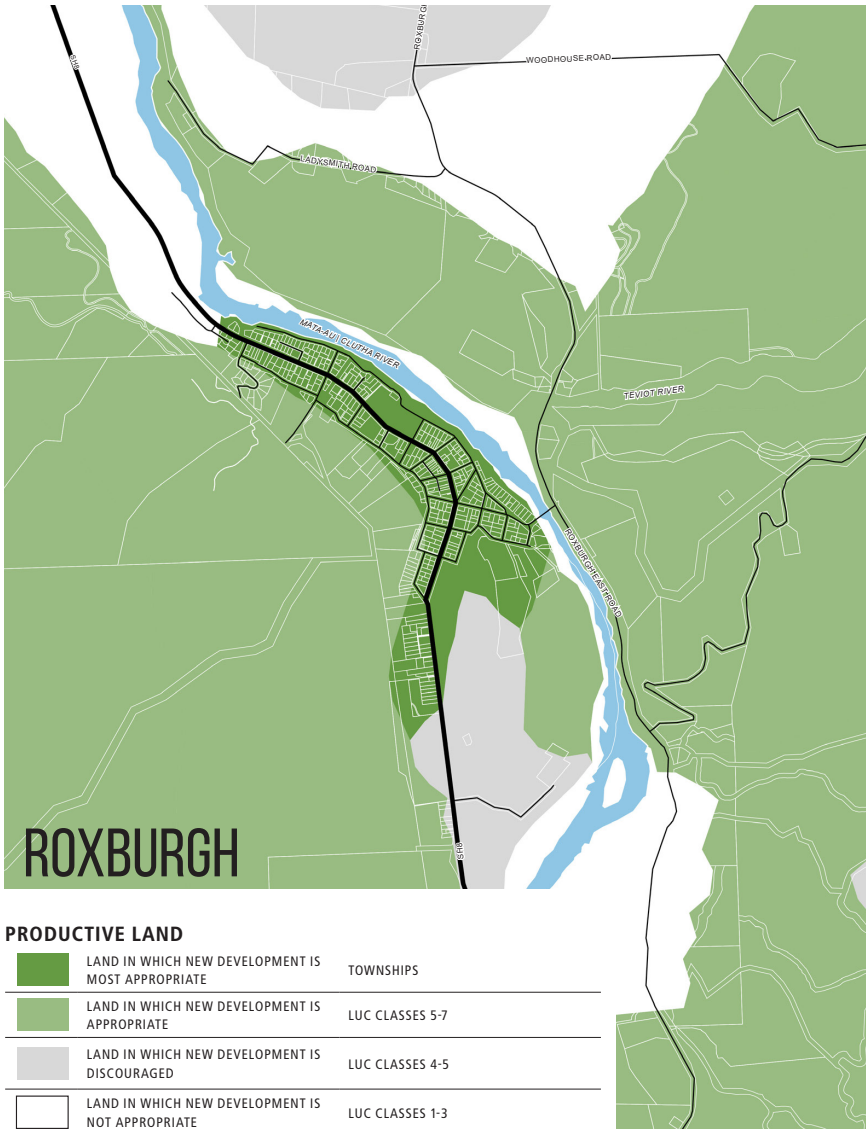 ROXBURGH
WOODHOUSE ROAD
SH8
LADYSMITH ROAD
MATA-AU | CLUTHA RIVER
TEVIOT RIVER
ROXBURGH EAST ROAD
SH8
ROXBURGH
PRODUCTIVE LAND
LAND IN WHICH NEW DEVELOPMENT IS
MOST APPROPRIATE
TOWNSHIPS
LAND IN WHICH NEW DEVELOPMENT IS
APPROPRIATE
LUC CLASSES 5-7
LAND IN WHICH NEW DEVELOPMENT IS
DISCOURAGED
LUC CLASSES 4-5
LAND IN WHICH NEW DEVELOPMENT IS
NOT APPROPRIATE
LUC CLASSES 1-3